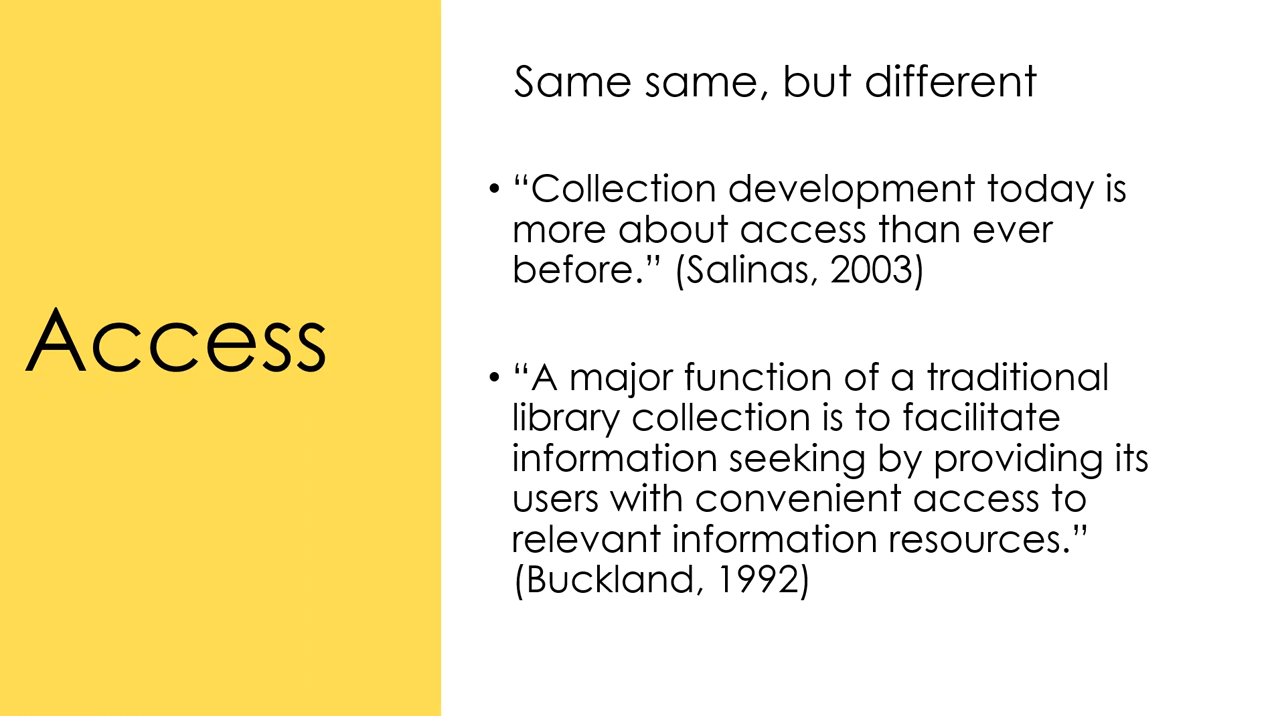 Access
Same same, but different
• “Collection development today is
more about access than ever
before.” (Salinas, 2003)
• “A major function of a traditional
library collection is to facilitate
information seeking by providing its
users with convenient access to
relevant information resources.”
(Buckland, 1992)